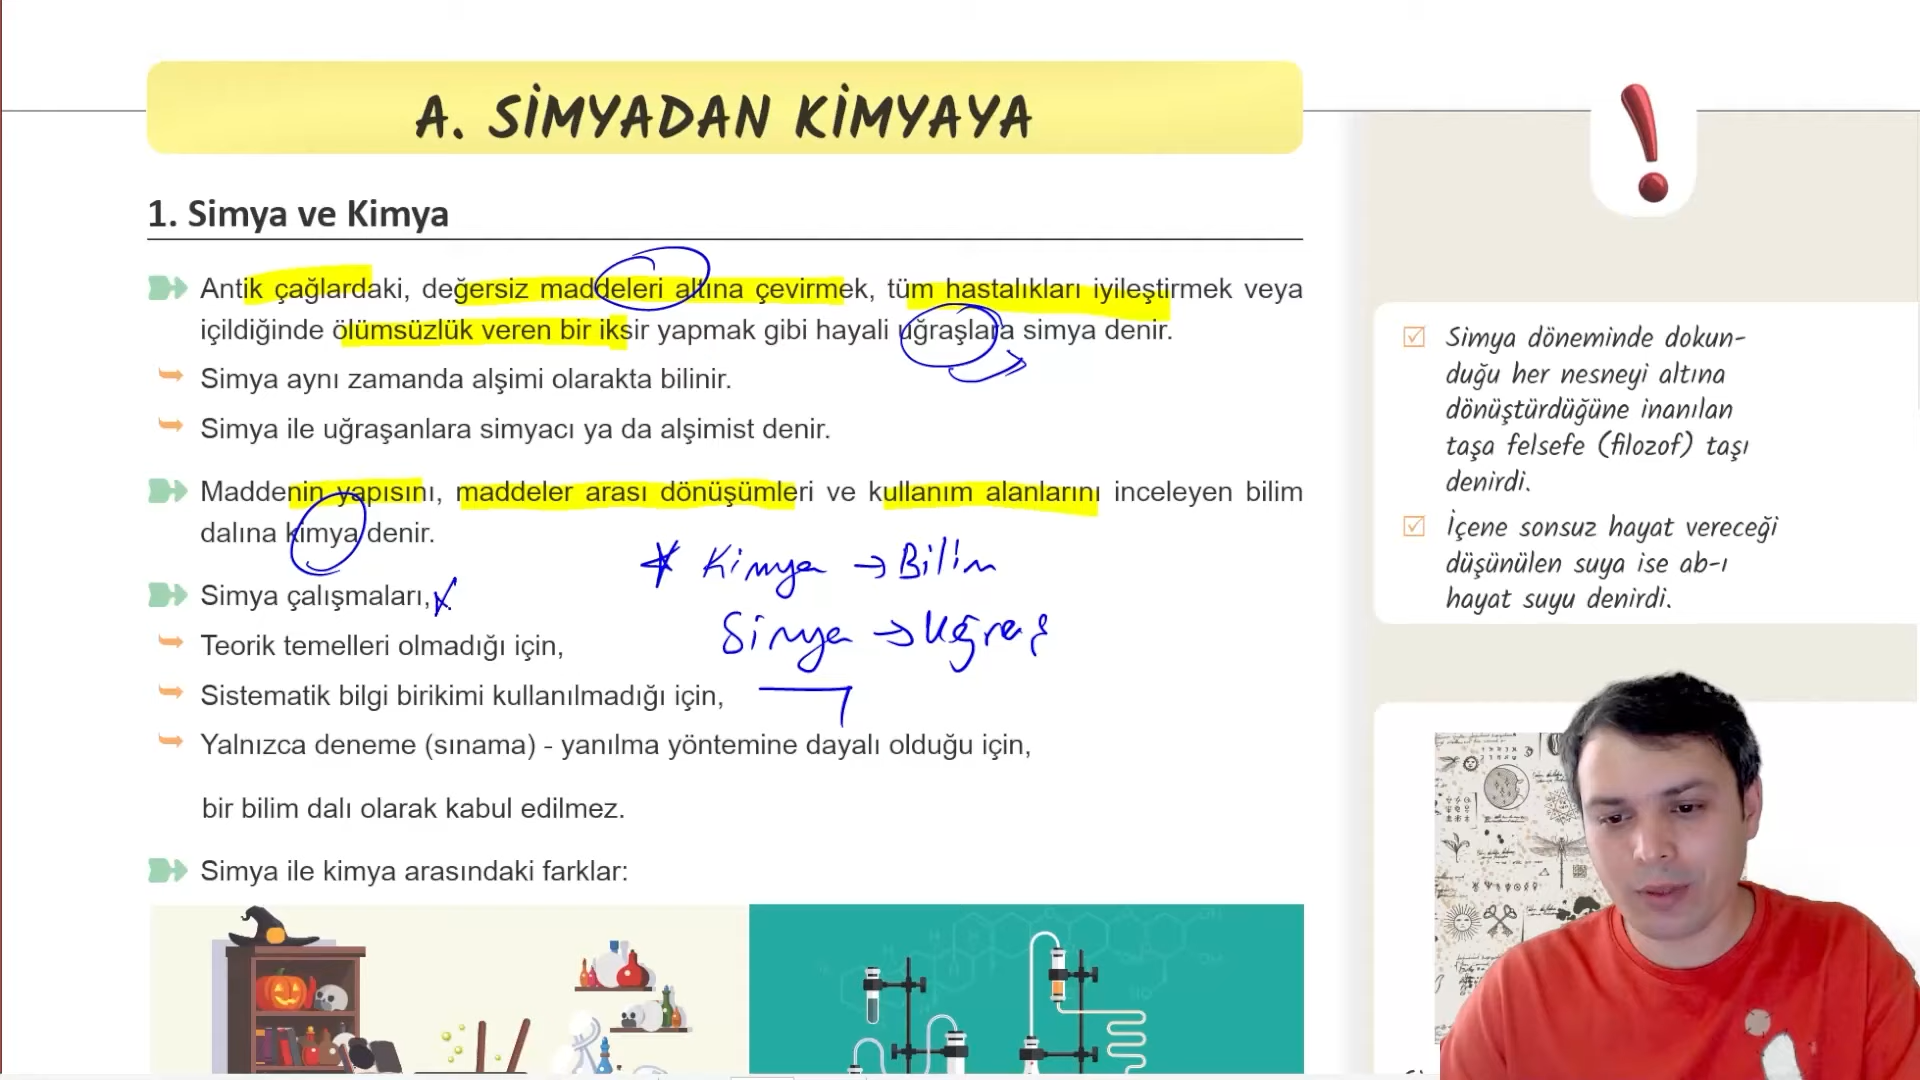 A. SİMYADAN KİMYAYA
1. Simya ve Kimya
Antik çağlardaki, değersiz maddeleri altına çevirmek, tüm hastalıkları iyileştirmek veya
içildiğinde ölümsüzlük veren bir iksir yapmak gibi hayali uğraşlara simya denir.
Simya aynı zamanda alşimi olarakta bilinir.
Simya ile uğraşanlara simyacı ya da alşimist denir.
Maddenin yapısını, maddeler arası dönüşümleri ve kullanım alanlarını inceleyen bilim
dalına kimya denir.
* Kimya → Bilim
Simya → Uğraş
Simya çalışmaları,
Teorik temelleri olmadığı için,
Sistematik bilgi birikimi kullanılmadığı için,
Yalnızca deneme (sınama) - yanılma yöntemine dayalı olduğu için,
bir bilim dalı olarak kabul edilmez.
Simya ile kimya arasındaki farklar:
Simya döneminde dokun-
duğu her nesneyi altına
dönüştürdüğüne inanılan
taşa felsefe (filozof) taşı
denirdi.
İçene sonsuz hayat vereceği
düşünülen suya ise ab-ı
hayat suyu denirdi.